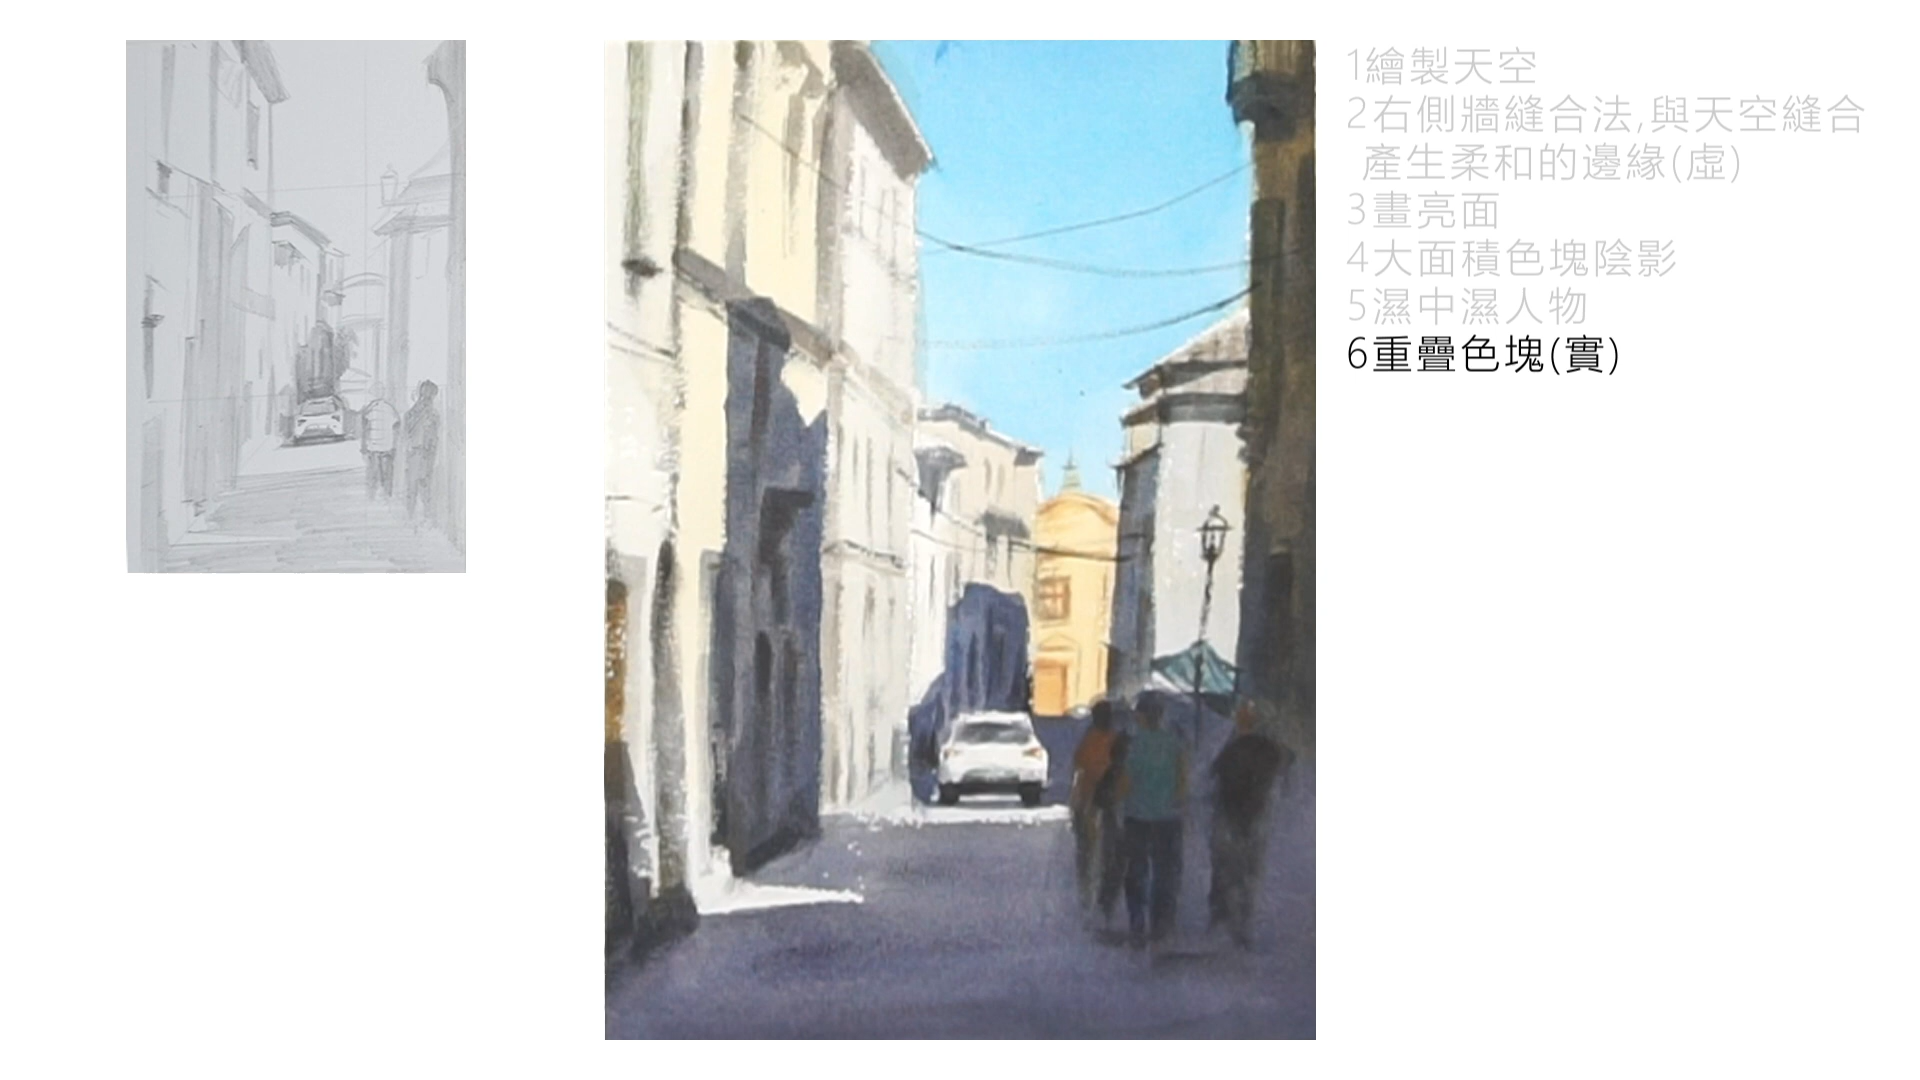 1繪製天空
2右側牆縫合法,與天空縫合
產生柔和的邊緣(虛)
3畫亮面
4大面積色塊陰影
5濕中濕人物
6重疊色塊(實)